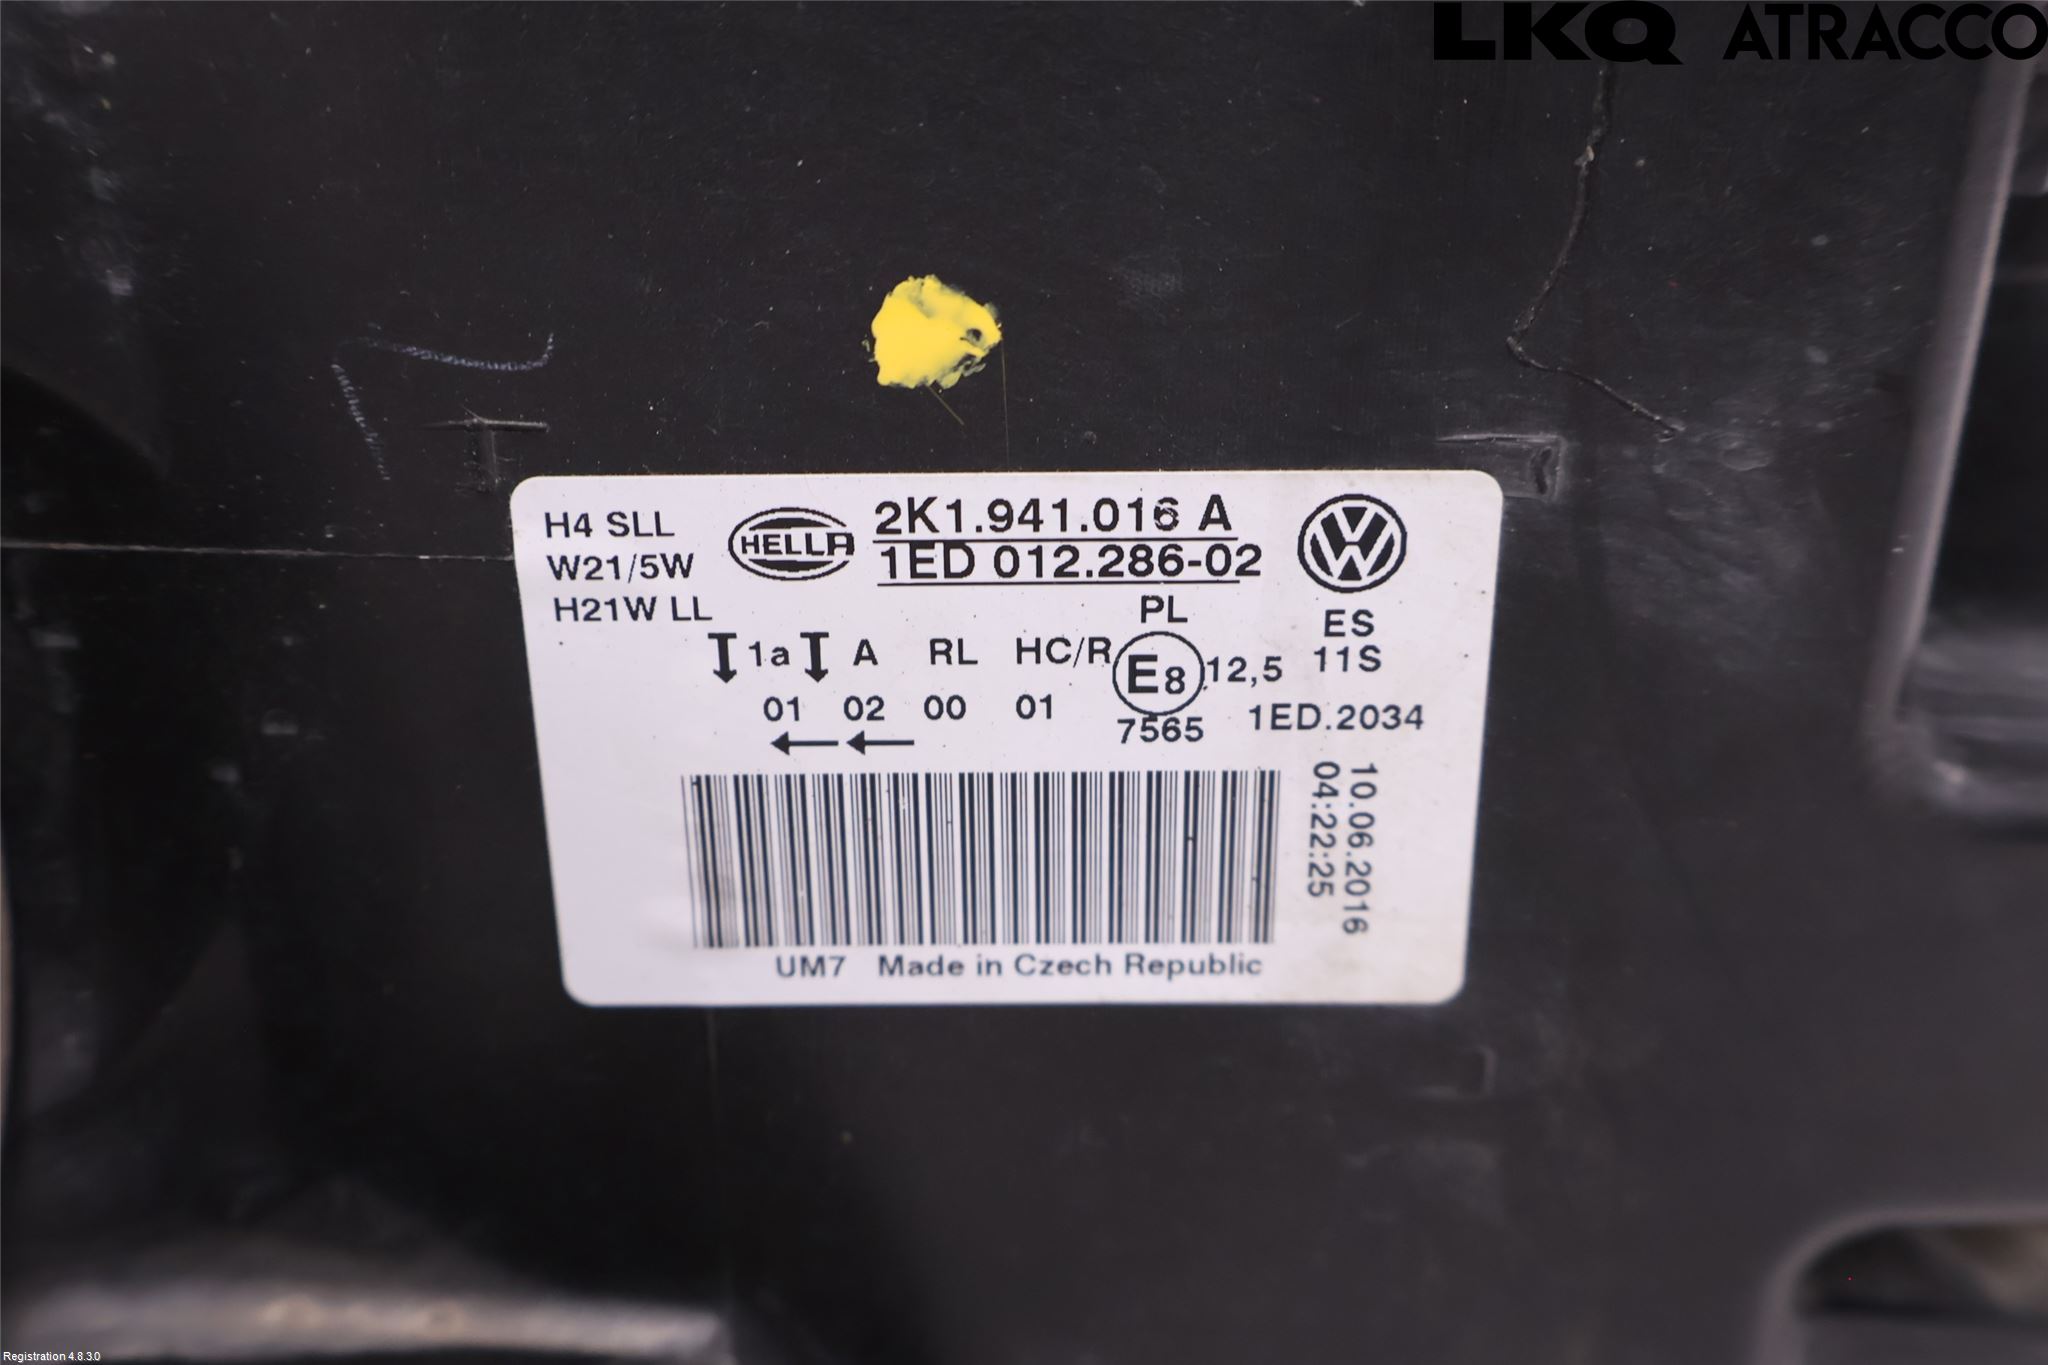 LKQ ATRACCO
H4 SLL
W21/5W
H21W LL
HELLA
2K1.941.016 A
1ED 012.286-02
PL
ES
11S
1a A RL HC/R E8 12,5
01 02 00 01
7565
1ED.2034
10.06.2016
04:22:25
UM7 Made in Czech Republic
Registration 4.8.3.0